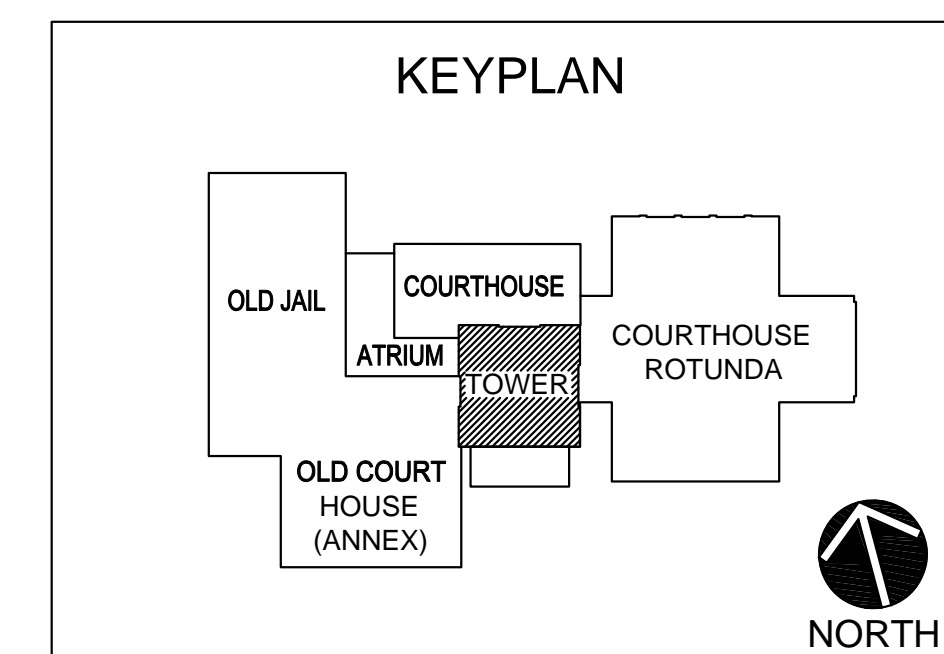 KEYPLAN
OLD JAIL
COURTHOUSE
ATRIUM
TOWER
COURTHOUSE
ROTUNDA
OLD COURT
HOUSE
(ANNEX)
NORTH